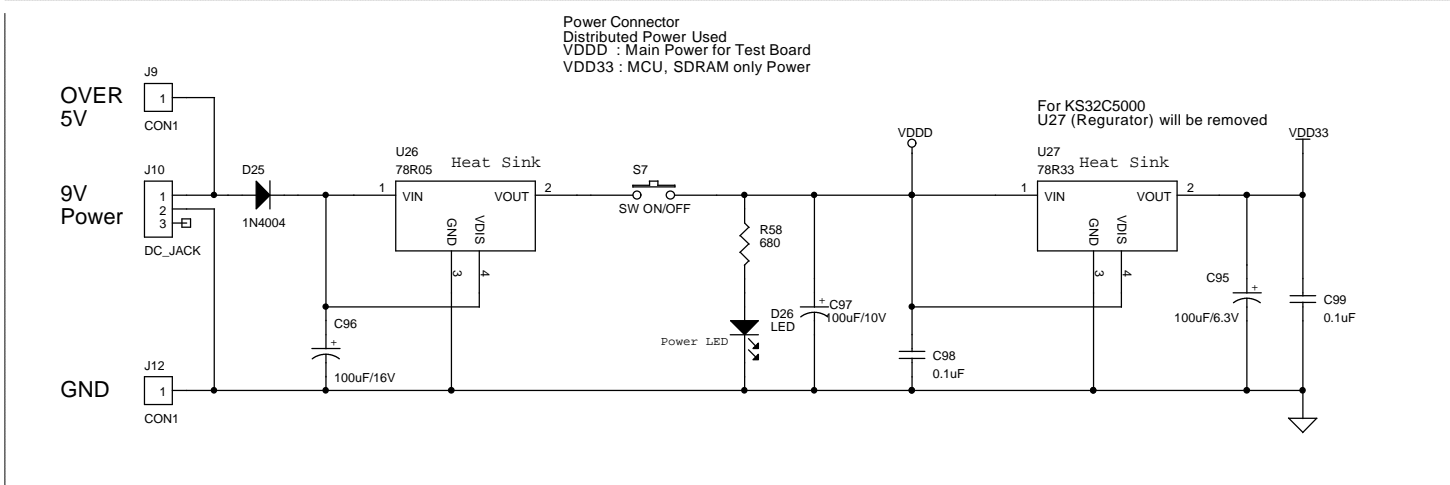 Power Connector
Distributed Power Used
VDDD : Main Power for Test Board
VDD33 : MCU, SDRAM only Power
J9
OVER
5V
1
CON1
J10
9V
Power
1
2
3
DC_JACK
D25
1N4004
U26
78R05
Heat Sink
1
VIN
VOUT
2
GND
VDIS
3
4
S7
SW ON/OFF
C96
+
100uF/16V
R58
680
D26
LED
Power LED
+
C97
100uF/10V
VDDD
C98
0.1uF
For KS32C5000
U27 (Regurator) will be removed
U27
78R33
Heat Sink
1
VIN
VOUT
2
GND
VDIS
3
4
VDD33
C95
+
100uF/6.3V
C99
0.1uF
J12
GND
1
CON1